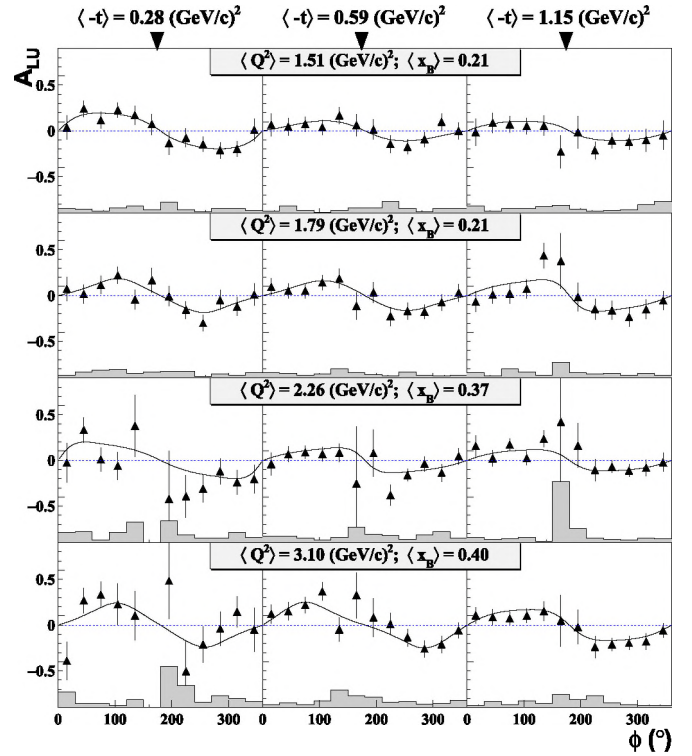 ⟨ -t⟩ = 0.28 (GeV/c)² ⟨ -t⟩ = 0.59 (GeV/c)² ⟨ -t⟩ = 1.15 (GeV/c)²
A_LU
⟨ Q²⟩ = 1.51 (GeV/c)²; ⟨ x_B⟩ = 0.21
0.5
0
−0.5
⟨ Q²⟩ = 1.79 (GeV/c)²; ⟨ x_B⟩ = 0.21
0.5
0
−0.5
⟨ Q²⟩ = 2.26 (GeV/c)²; ⟨ x_B⟩ = 0.37
0.5
0
−0.5
⟨ Q²⟩ = 3.10 (GeV/c)²; ⟨ x_B⟩ = 0.40
0.5
0
−0.5
0 100 200 300 0 100 200 300 0 100 200 300
ϕ (°)